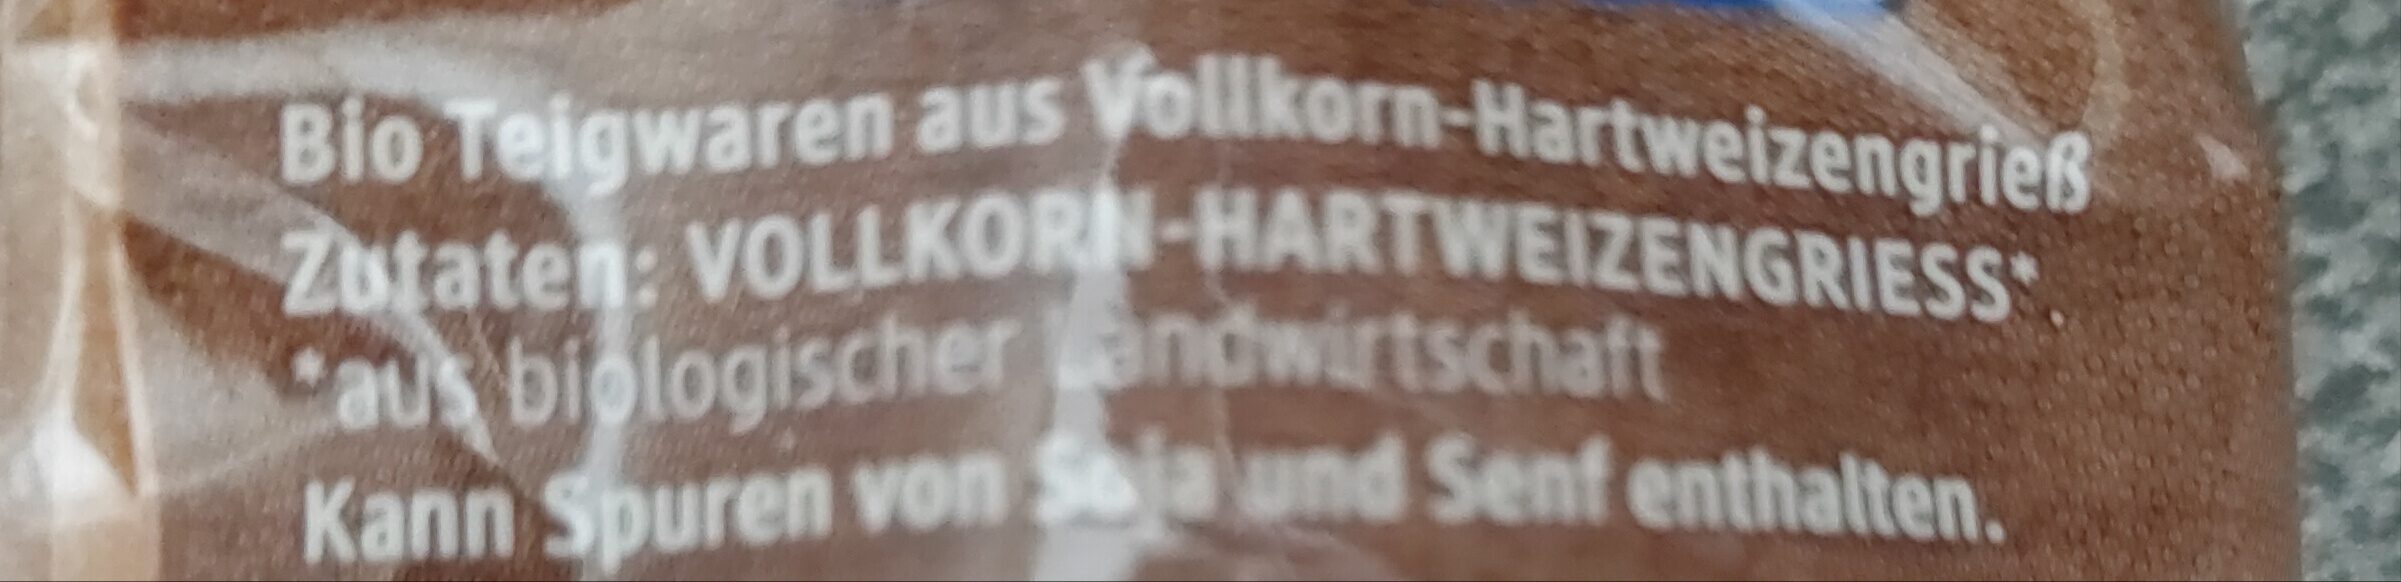 Bio Teigwaren aus Vollkorn-Hartweizengrieß
Zutaten: VOLLKORN-HARTWEIZENGRIESS*.
*aus biologischer Landwirtschaft
Kann Spuren von Soja und Senf enthalten.